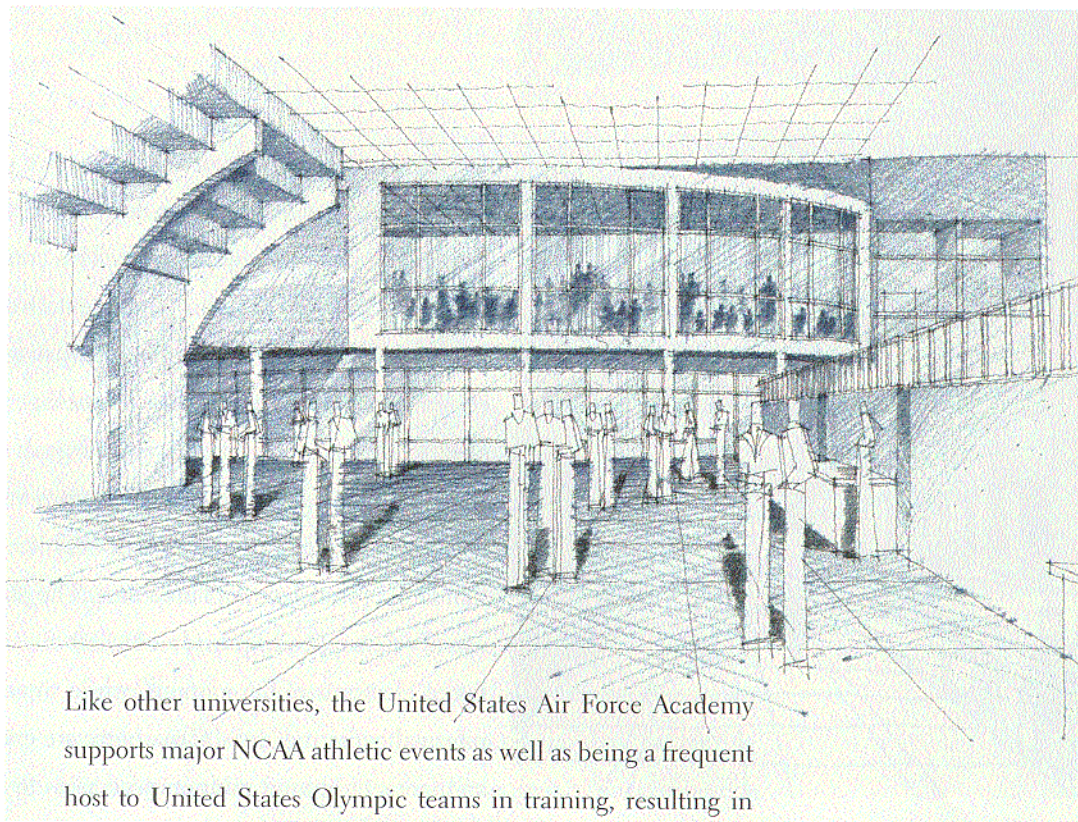 Like other universities, the United States Air Force Academy
supports major NCAA athletic events as well as being a frequent
host to United States Olympic teams in training, resulting in